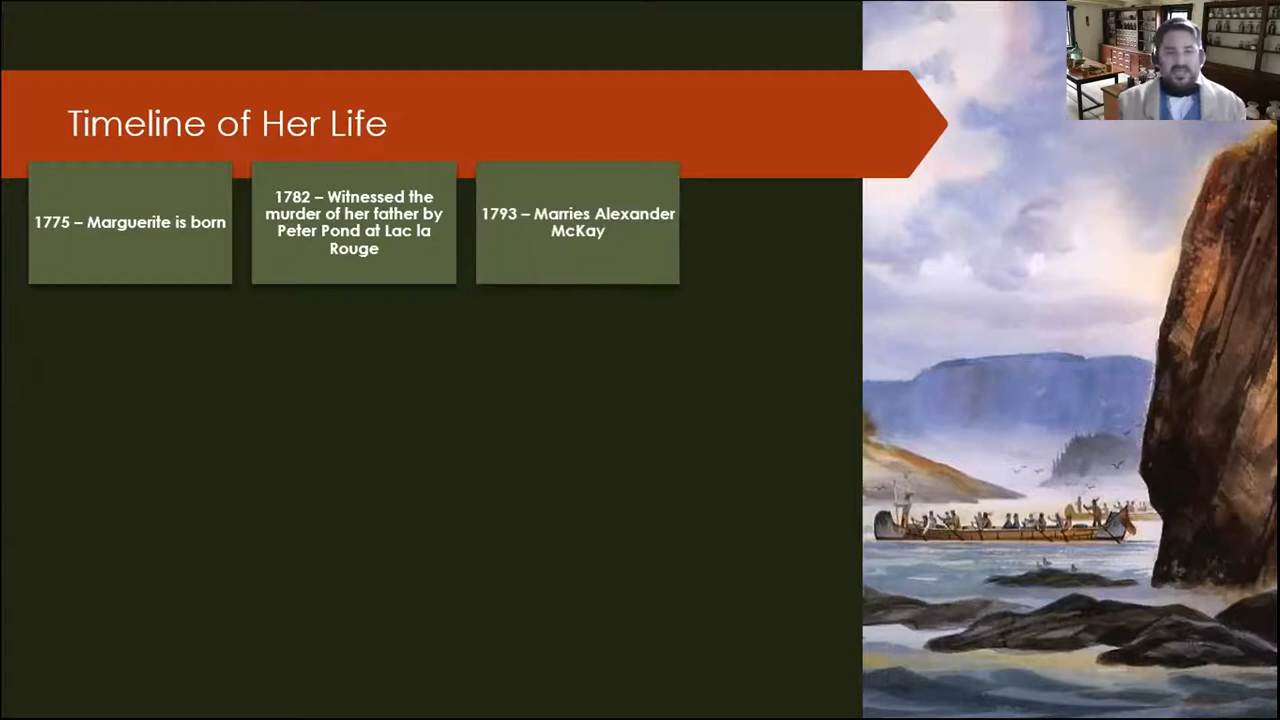 Timeline of Her Life
1775 – Marguerite is born
1782 – Witnessed the
murder of her father by
Peter Pond at Lac la
Rouge
1793 – Marries Alexander
McKay